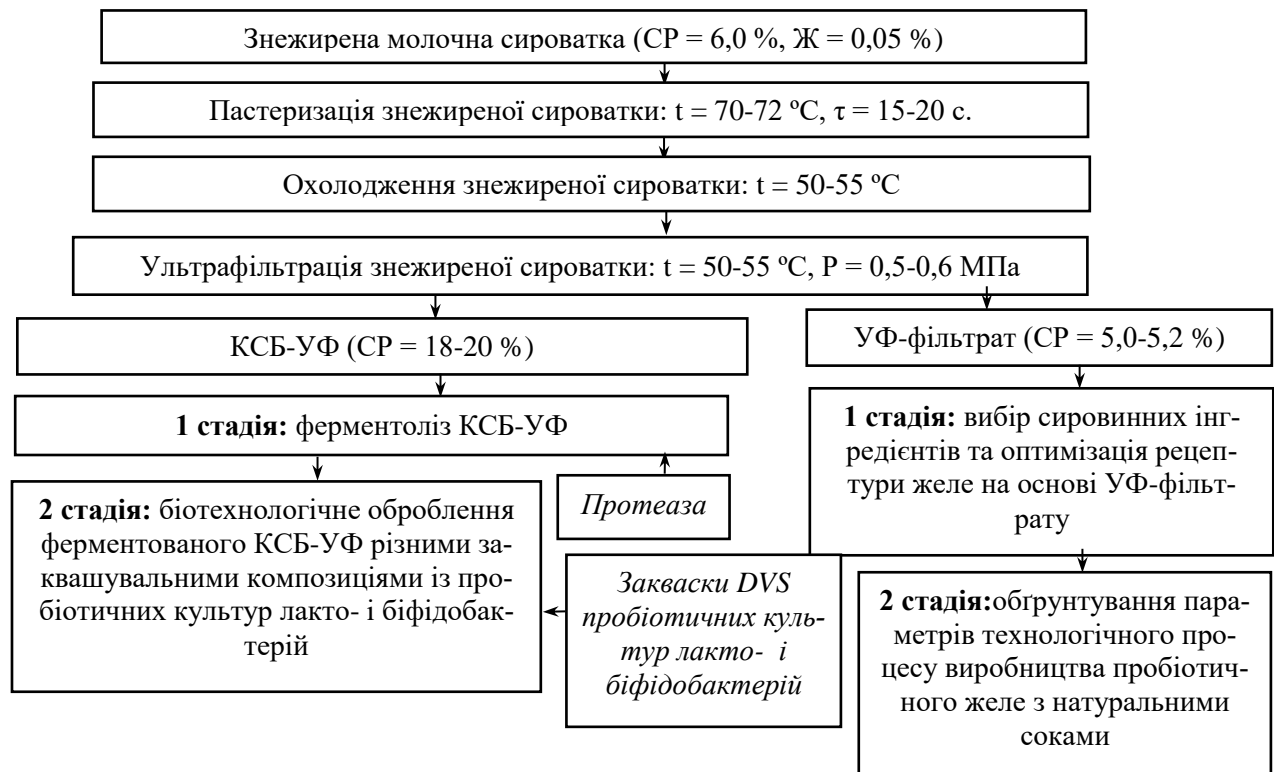 Знежирена молочна сироватка (СР = 6,0 %, Ж = 0,05 %)
Пастеризація знежиреної сироватки: t = 70-72 ºС, τ = 15-20 с.
Охолодження знежиреної сироватки: t = 50-55 ºС
Ультрафільтрація знежиреної сироватки: t = 50-55 ºС, Р = 0,5-0,6 МПа
КСБ-УФ (СР = 18-20 %)
УФ-фільтрат (СР = 5,0-5,2 %)
1 стадія: ферментоліз КСБ-УФ
1 стадія: вибір сировинних інг-
редієнтів та оптимізація рецеп-
тури желе на основі УФ-фільт-
рату
Протеаза
2 стадія: біотехнологічне оброблення
ферментованого КСБ-УФ різними за-
квашувальними композиціями із про-
біотичних культур лакто- і біфідобак-
терій
Закваски DVS
пробіотичних куль-
тур лакто- і
біфідобактерій
2 стадія:обґрунтування пара-
метрів технологічного про-
цесу виробництва пробіотич-
ного желе з натуральними
соками